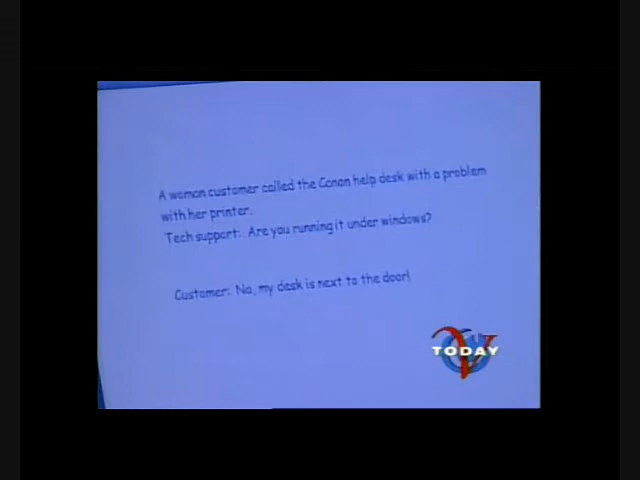 A woman customer called the Canon help desk with a problem
with her printer.
Tech support: Are you running it under windows?
Customer: No, my desk is next to the door!
TODAY